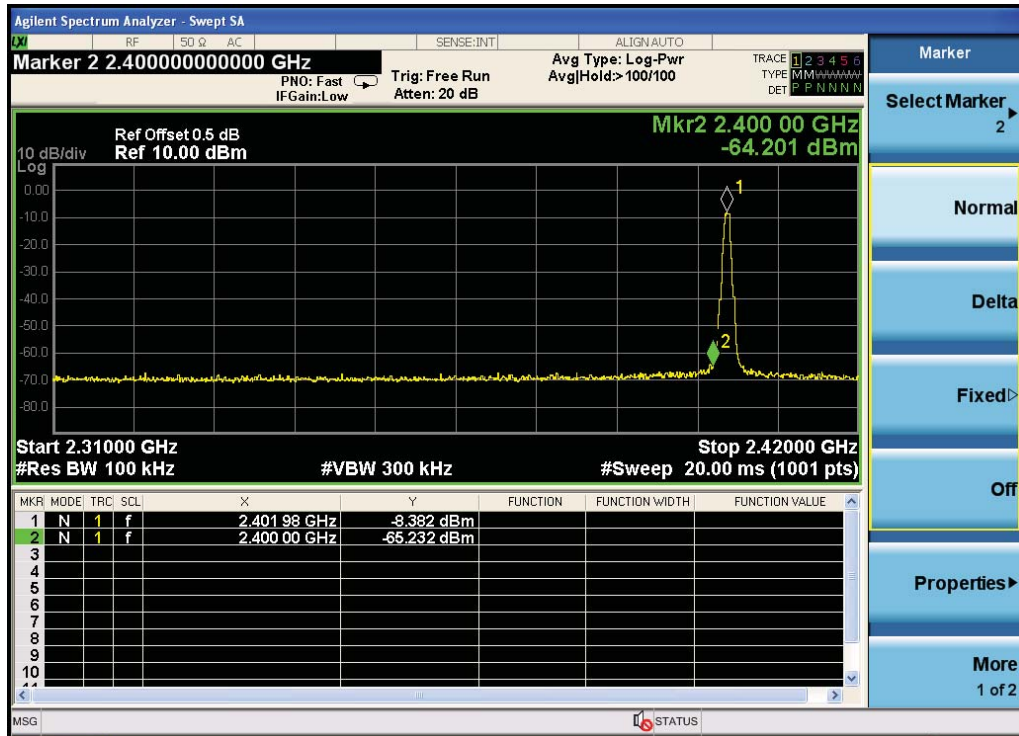 Agilent Spectrum Analyzer - Swept SA
LXI RF 50 Ω AC SENSE:INT ALIGN AUTO
Marker 2 2.400000000000 GHz
PNO: Fast
IFGain:Low
Trig: Free Run
Atten: 20 dB
Avg Type: Log-Pwr
Avg|Hold:>100/100
TRACE 1 2 3 4 5 6
TYPE MMWWWW
DET P P N N N N
Mkr2 2.400 00 GHz
-64.201 dBm
Ref Offset 0.5 dB
10 dB/div Ref 10.00 dBm
Log
0.00
-10.0
-20.0
-30.0
-40.0
-50.0
-60.0
-70.0
-80.0
1
2
Start 2.31000 GHz Stop 2.42000 GHz
#Res BW 100 kHz #VBW 300 kHz #Sweep 20.00 ms (1001 pts)
MKR MODE TRC SCL X Y FUNCTION FUNCTION WIDTH FUNCTION VALUE
1 N 1 f 2.401 98 GHz -8.382 dBm
2 N 1 f 2.400 00 GHz -65.232 dBm
3
4
5
6
7
8
9
10
MSG STATUS
Marker
Select Marker
2
Normal
Delta
Fixed
Off
Properties
More
1 of 2